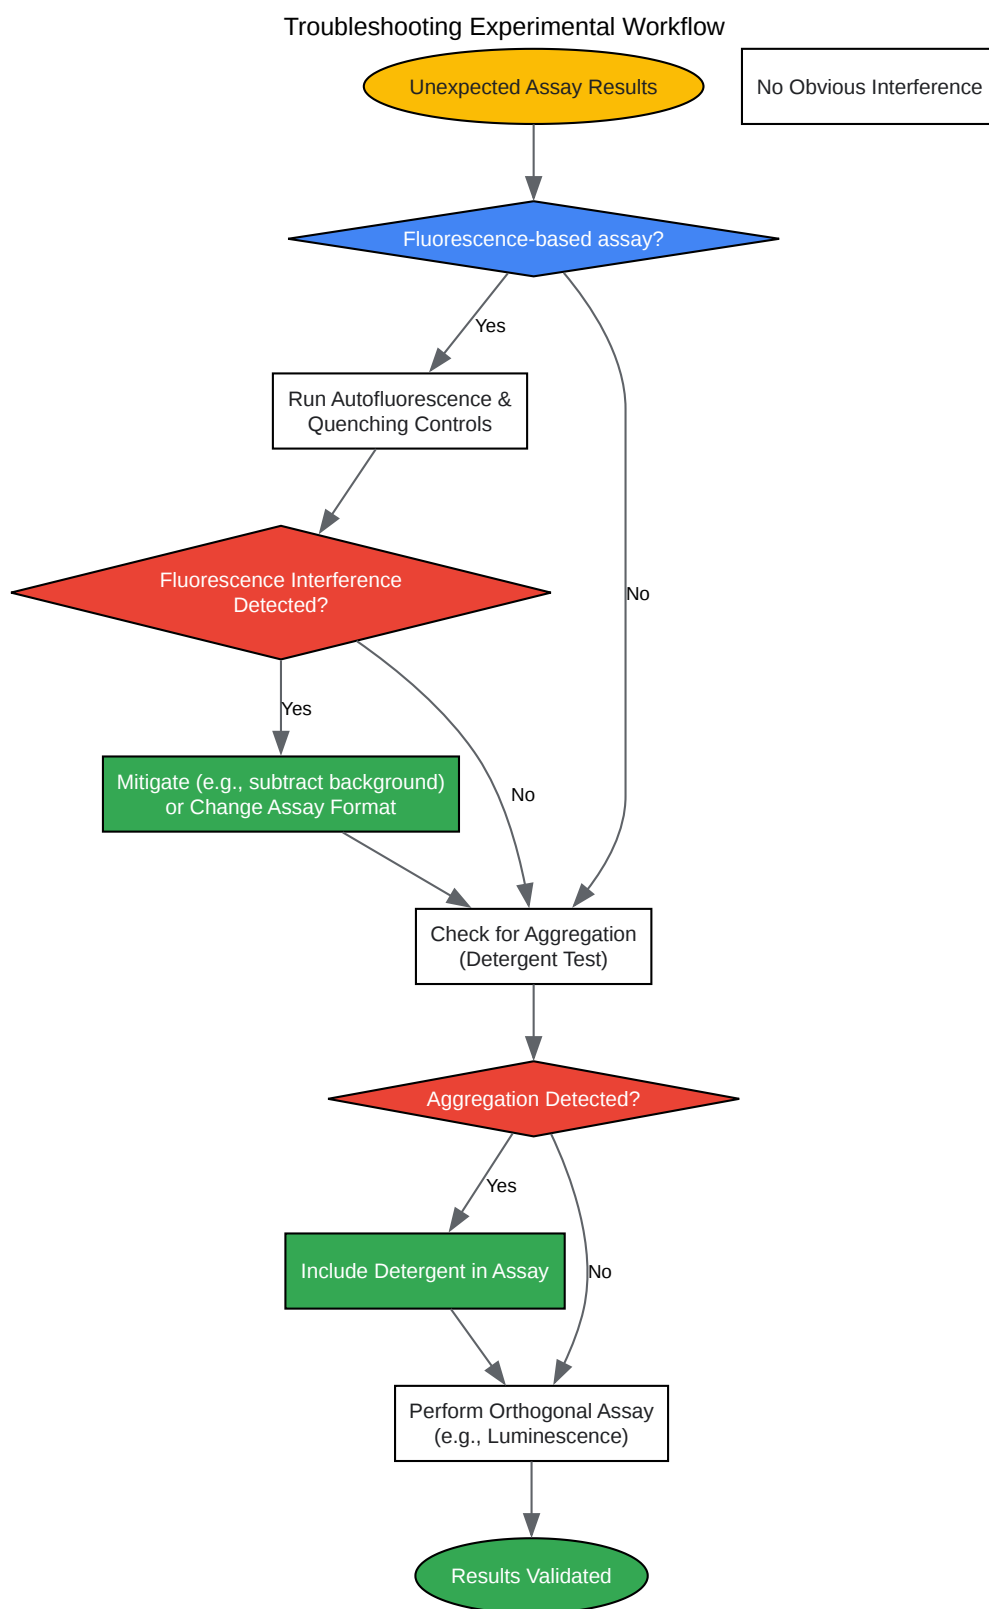 Troubleshooting Experimental Workflow
Unexpected Assay Results
No Obvious Interference
Fluorescence-based assay?
Yes
Run Autofluorescence &
Quenching Controls
Fluorescence Interference
Detected?
No
Yes
Mitigate (e.g., subtract background)
or Change Assay Format
No
Check for Aggregation
(Detergent Test)
Aggregation Detected?
Yes
Include Detergent in Assay
No
Perform Orthogonal Assay
(e.g., Luminescence)
Results Validated